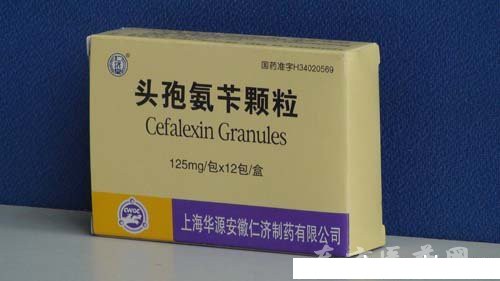 国药准字H34020569
头孢氨苄颗粒
Cefalexin Granules
125mg/包x12包/盒
CWGC
上海华源安徽仁济制药有限公司